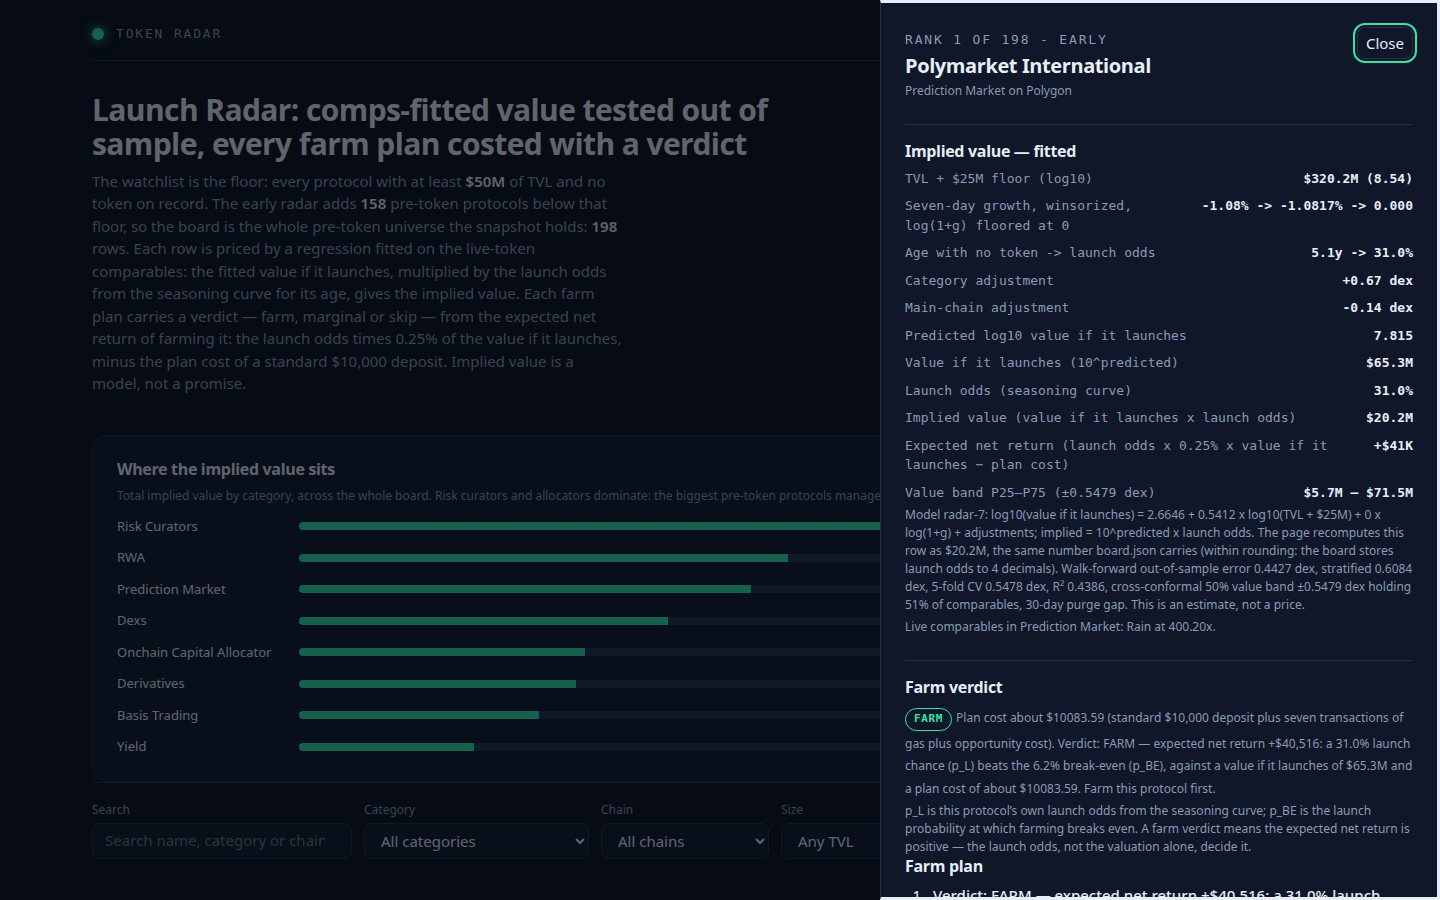 TOKEN RADAR
Launch Radar: comps-fitted value tested out of
sample, every farm plan costed with a verdict
The watchlist is the floor: every protocol with at least $50M of TVL and no
token on record. The early radar adds 158 pre-token protocols below that
floor, so the board is the whole pre-token universe the snapshot holds: 198
rows. Each row is priced by a regression fitted on the live-token
comparables: the fitted value if it launches, multiplied by the launch odds
from the seasoning curve for its age, gives the implied value. Each farm
plan carries a verdict — farm, marginal or skip — from the expected net
return of farming it: the launch odds times 0.25% of the value if it launches,
minus the plan cost of a standard $10,000 deposit. Implied value is a
model, not a promise.
Where the implied value sits
Total implied value by category, across the whole board. Risk curators and allocators dominate: the biggest pre-token protocols manage
Risk Curators
RWA
Prediction Market
Dexs
Onchain Capital Allocator
Derivatives
Basis Trading
Yield
Search Category Chain Size
Search name, category or chain All categories All chains Any TVL
RANK 1 OF 198 - EARLY
Close
Polymarket International
Prediction Market on Polygon
Implied value — fitted
TVL + $25M floor (log10) $320.2M (8.54)
Seven-day growth, winsorized, -1.08% -> -1.0817% -> 0.000
log(1+g) floored at 0
Age with no token -> launch odds 5.1y -> 31.0%
Category adjustment +0.67 dex
Main-chain adjustment -0.14 dex
Predicted log10 value if it launches 7.815
Value if it launches (10^predicted) $65.3M
Launch odds (seasoning curve) 31.0%
Implied value (value if it launches x launch odds) $20.2M
Expected net return (launch odds x 0.25% x value if it +$41K
launches − plan cost)
Value band P25–P75 (±0.5479 dex) $5.7M – $71.5M
Model radar-7: log10(value if it launches) = 2.6646 + 0.5412 x log10(TVL + $25M) + 0 x
log(1+g) + adjustments; implied = 10^predicted x launch odds. The page recomputes this
row as $20.2M, the same number board.json carries (within rounding: the board stores
launch odds to 4 decimals). Walk-forward out-of-sample error 0.4427 dex, stratified 0.6084
dex, 5-fold CV 0.5478 dex, R² 0.4386, cross-conformal 50% value band ±0.5479 dex holding
51% of comparables, 30-day purge gap. This is an estimate, not a price.
Live comparables in Prediction Market: Rain at 400.20x.
Farm verdict
FARM Plan cost about $10083.59 (standard $10,000 deposit plus seven transactions of
gas plus opportunity cost). Verdict: FARM — expected net return +$40,516: a 31.0% launch
chance (p_L) beats the 6.2% break-even (p_BE), against a value if it launches of $65.3M and
a plan cost of about $10083.59. Farm this protocol first.
p_L is this protocol’s own launch odds from the seasoning curve; p_BE is the launch
probability at which farming breaks even. A farm verdict means the expected net return is
positive — the launch odds, not the valuation alone, decide it.
Farm plan
1. Verdict: FARM — expected net return +$40,516: a 31.0% launch